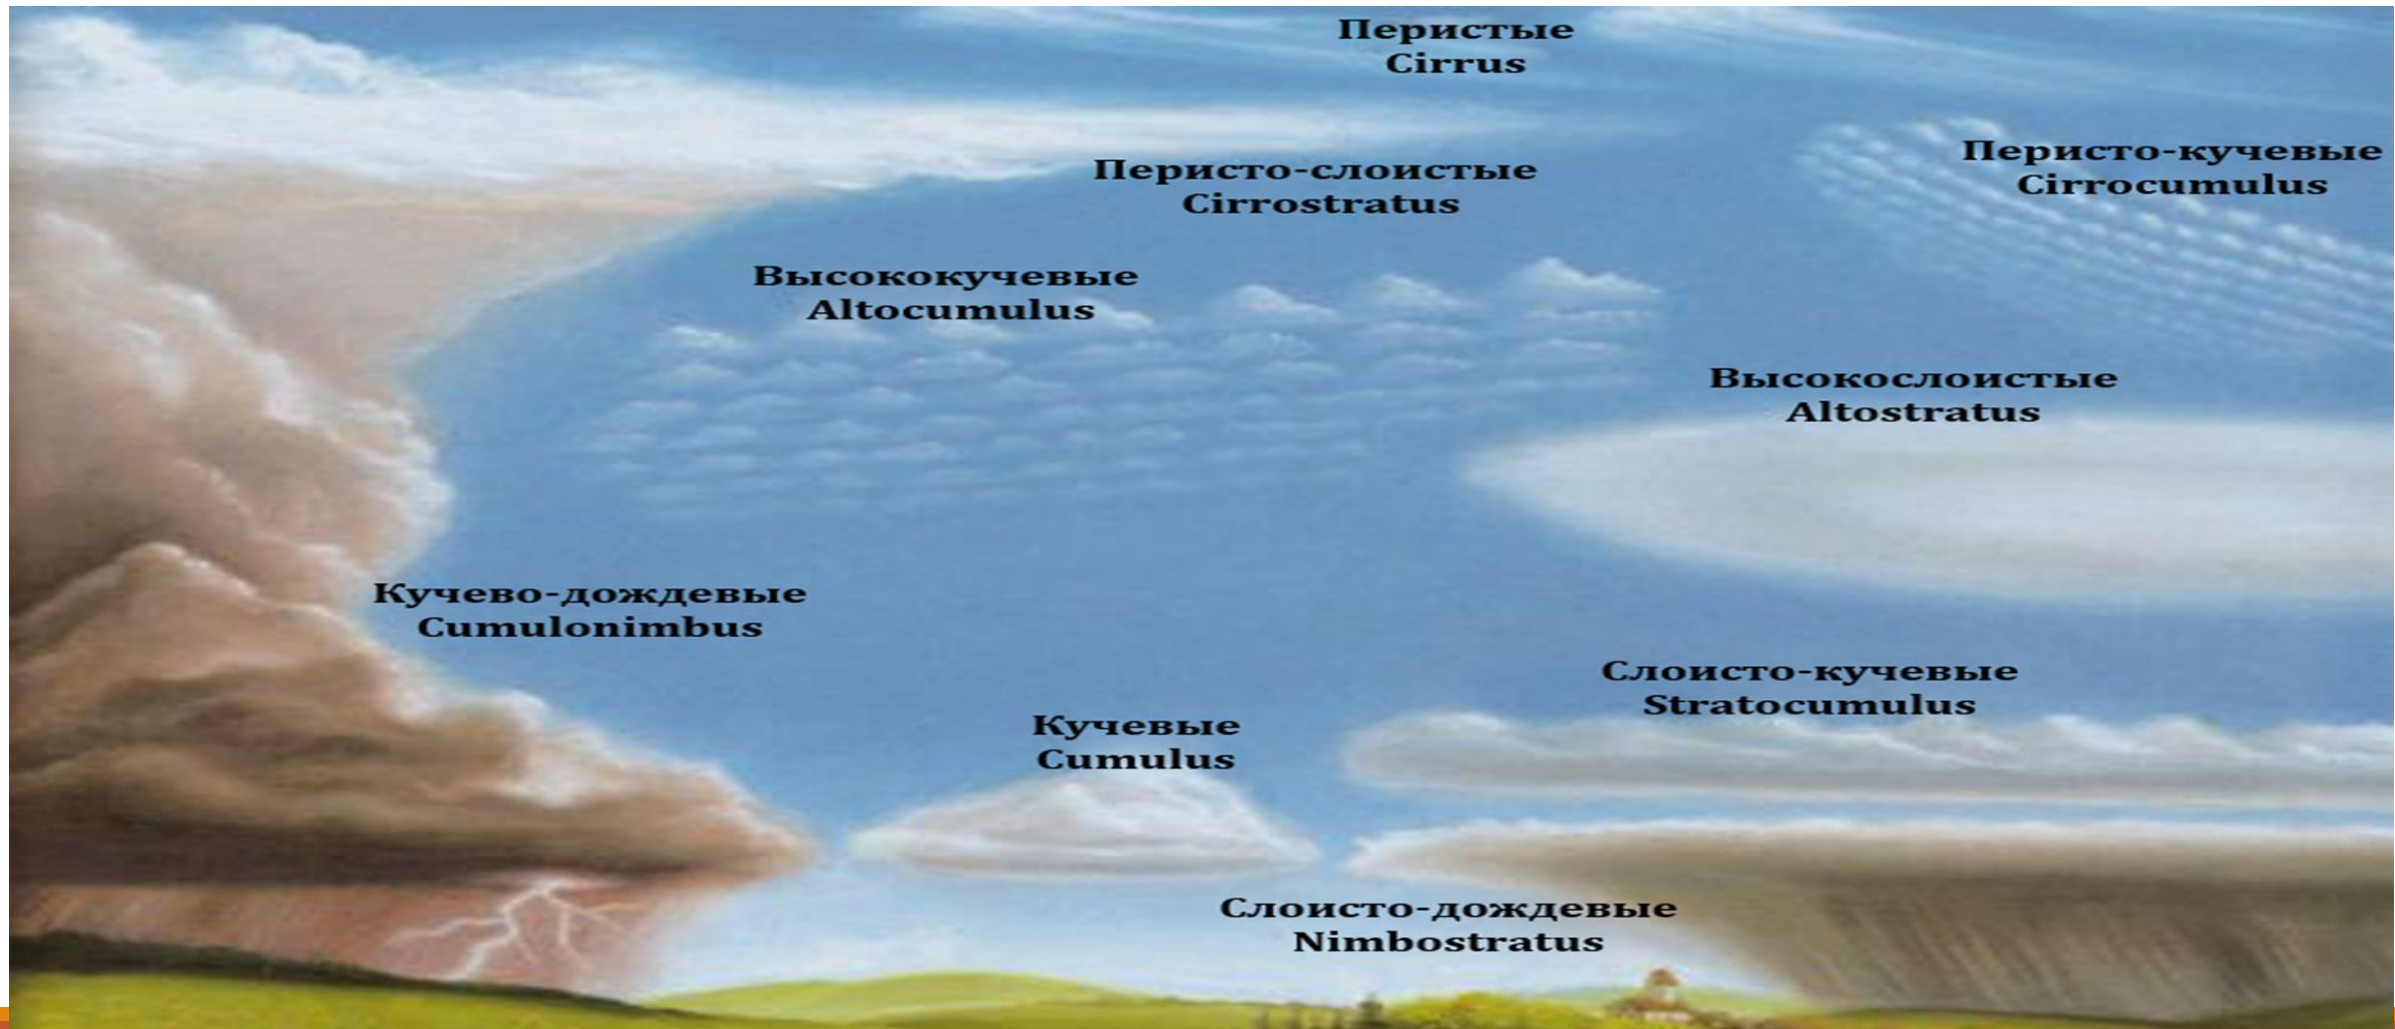 Перистые
Cirrus
Перисто-кучевые
Cirrocumulus
Перисто-слоистые
Cirrostratus
Высококучевые
Altocumulus
Высокослоистые
Altostratus
Кучево-дождевые
Cumulonimbus
Слоисто-кучевые
Stratocumulus
Кучевые
Cumulus
Слоисто-дождевые
Nimbostratus